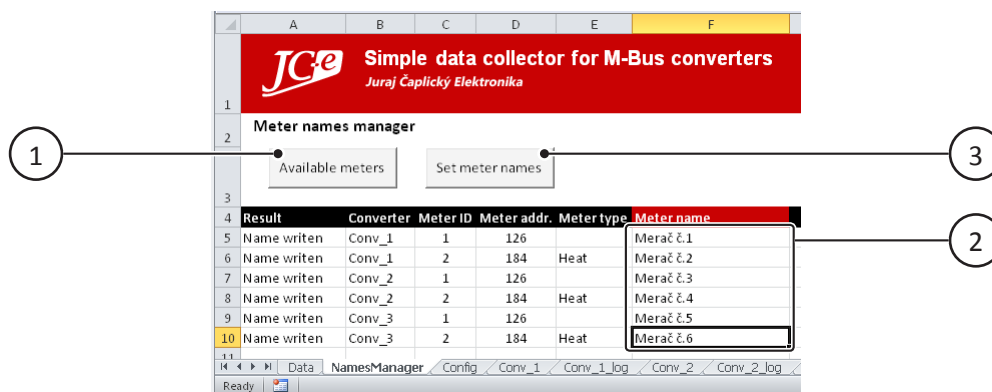 A B C D E F
JC-e Simple data collector for M-Bus converters
Juraj Čaplický Elektronika
1
2 Meter names manager
1 Available meters Set meter names 3
3
4 Result Converter Meter ID Meter addr. Meter type Meter name
5 Name writen Conv_1 1 126 Merač č.1
6 Name writen Conv_1 2 184 Heat Merač č.2
2
7 Name writen Conv_2 1 126 Merač č.3
8 Name writen Conv_2 2 184 Heat Merač č.4
9 Name writen Conv_3 1 126 Merač č.5
10 Name writen Conv_3 2 184 Heat Merač č.6
11
Data NamesManager Config Conv_1 Conv_1_log Conv_2 Conv_2_log
Ready